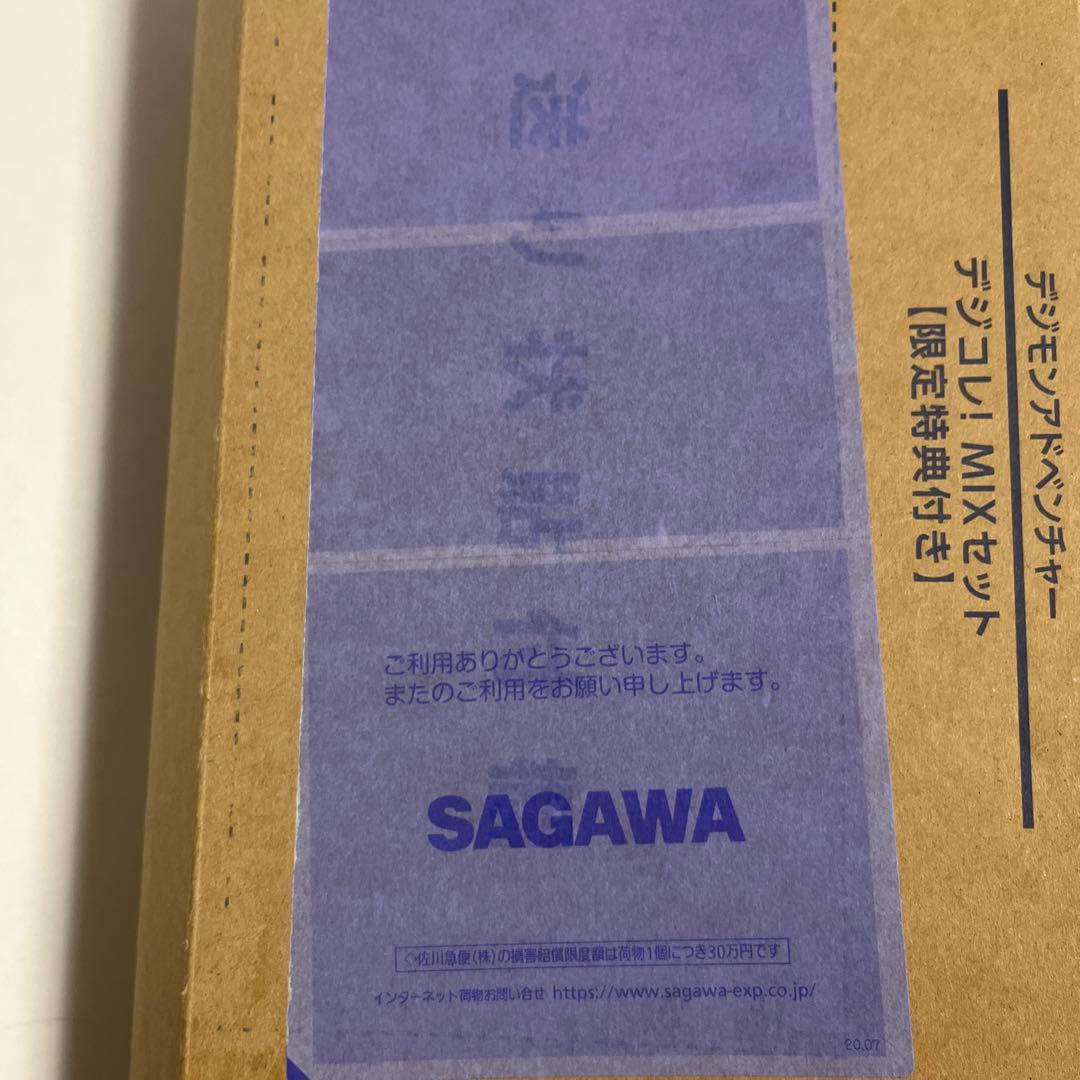 デジモンアドベンチャー
デジコレ! MIXセット
【限定特典付き】
送り状貼付
ご利用ありがとうございます。
またのご利用をお願い申し上げます。
SAGAWA
◇佐川急便(株)の損害賠償限度額は荷物1個につき30万円です
インターネット荷物お問い合せ https://www.sagawa-exp.co.jp/
20.07